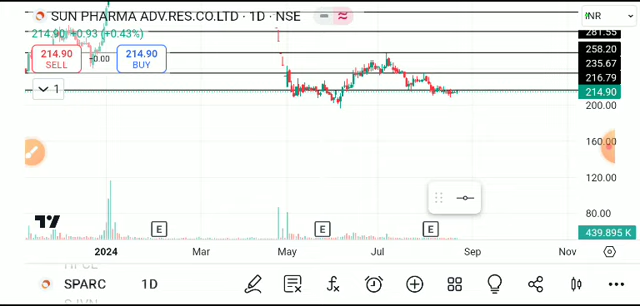 SUN PHARMA ADV.RES.CO.LTD · 1D · NSE
INR
214.90 +0.93 (+0.43%)
281.55
214.90
SELL
+0.00
214.90
BUY
258.20
235.67
216.79
214.90
1
200.00
160.00
120.00
80.00
E
E
E
439.895 K
2024
Mar
May
Jul
Sep
Nov
SPARC 1D